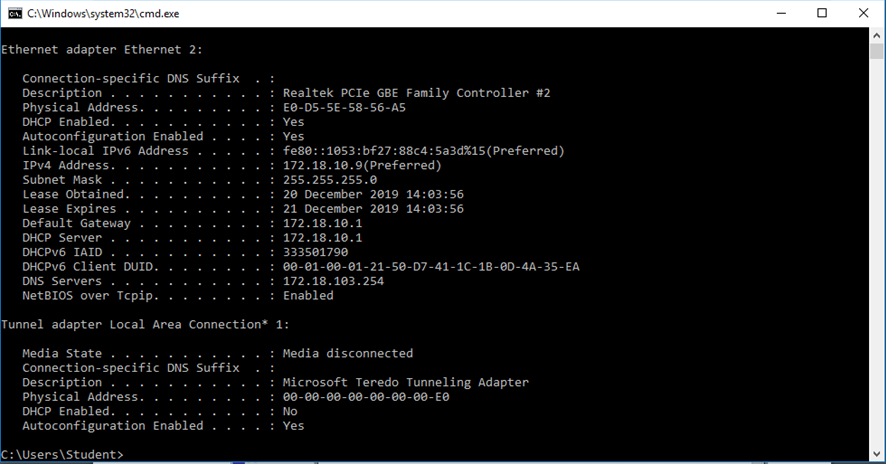 C:\Windows\system32\cmd.exe
Ethernet adapter Ethernet 2:
Connection-specific DNS Suffix  . :
Description . . . . . . . . . . . : Realtek PCIe GBE Family Controller #2
Physical Address. . . . . . . . . : E0-D5-5E-58-56-A5
DHCP Enabled. . . . . . . . . . . : Yes
Autoconfiguration Enabled . . . . : Yes
Link-local IPv6 Address . . . . . : fe80::1053:bf27:88c4:5a3d%15(Preferred)
IPv4 Address. . . . . . . . . . . : 172.18.10.9(Preferred)
Subnet Mask . . . . . . . . . . . : 255.255.255.0
Lease Obtained. . . . . . . . . . : 20 December 2019 14:03:56
Lease Expires . . . . . . . . . . : 21 December 2019 14:03:56
Default Gateway . . . . . . . . . : 172.18.10.1
DHCP Server . . . . . . . . . . . : 172.18.10.1
DHCPv6 IAID . . . . . . . . . . . : 333501790
DHCPv6 Client DUID. . . . . . . . : 00-01-00-01-21-50-D7-41-1C-1B-0D-4A-35-EA
DNS Servers . . . . . . . . . . . : 172.18.103.254
NetBIOS over Tcpip. . . . . . . . : Enabled
Tunnel adapter Local Area Connection* 1:
Media State . . . . . . . . . . . : Media disconnected
Connection-specific DNS Suffix  . :
Description . . . . . . . . . . . : Microsoft Teredo Tunneling Adapter
Physical Address. . . . . . . . . : 00-00-00-00-00-00-00-E0
DHCP Enabled. . . . . . . . . . . : No
Autoconfiguration Enabled . . . . : Yes
C:\Users\Student>